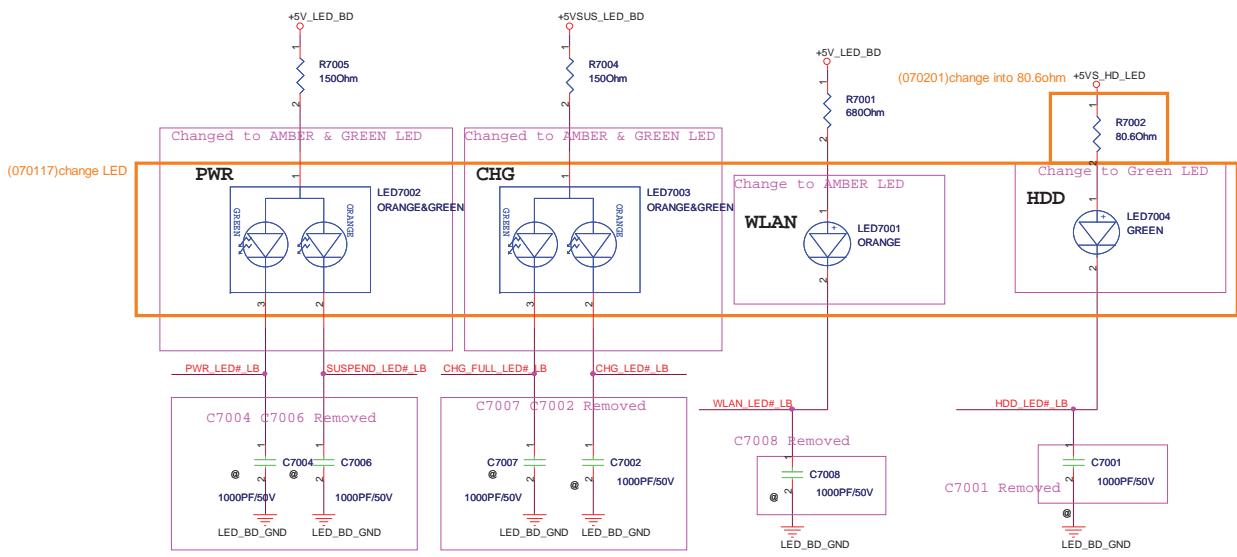 +5V_LED_BD
+5VSUS_LED_BD
+5V_LED_BD
(070201)change into 80.6ohm
+5VS_HD_LED
1
R7005
150Ohm
2
1
R7004
150Ohm
2
1
R7001
680Ohm
2
1
R7002
80.6Ohm
2
Changed to AMBER & GREEN LED
Changed to AMBER & GREEN LED
(070117)change LED
PWR
1
LED7002
ORANGE&GREEN
GREEN
ORANGE
3
2
CHG
1
LED7003
ORANGE&GREEN
GREEN
ORANGE
3
2
Change to AMBER LED
WLAN
1
+
LED7001
ORANGE
2
Change to Green LED
HDD
1
+
LED7004
GREEN
2
PWR_LED#_LB
SUSPEND_LED#_LB
CHG_FULL_LED#_LB
CHG_LED#_LB
WLAN_LED#_LB
HDD_LED#_LB
C7004 C7006 Removed
C7007 C7002 Removed
C7008 Removed
C7001 Removed
1
C7004
@
2
1000PF/50V
LED_BD_GND
1
C7006
@
2
1000PF/50V
LED_BD_GND
1
C7007
@
2
1000PF/50V
LED_BD_GND
1
C7002
@
2
1000PF/50V
LED_BD_GND
1
C7008
@
2
1000PF/50V
LED_BD_GND
1
C7001
2
1000PF/50V
@
LED_BD_GND